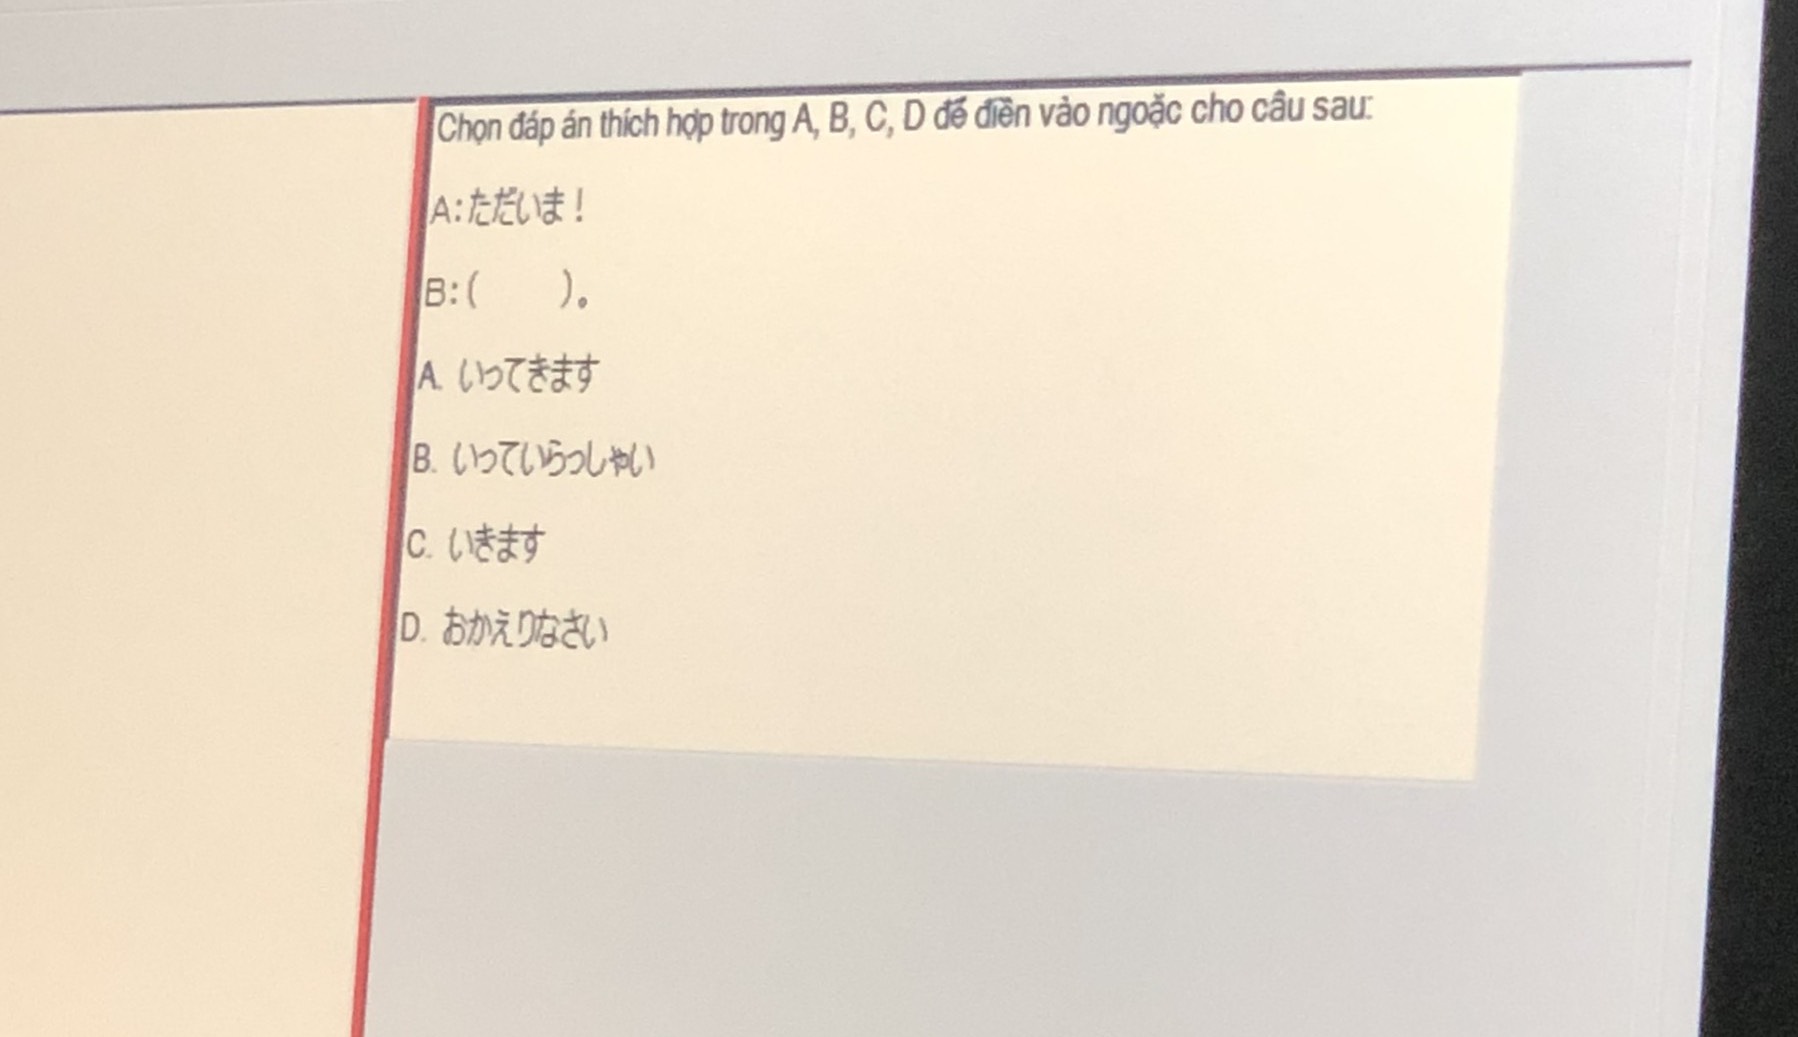 Chọn đáp án thích hợp trong A, B, C, D để điền vào ngoặc cho câu sau:
A:ただいま！
B:(　　)。
A. いってきます
B. いっていらっしゃい
C. いきます
D. おかえりなさい